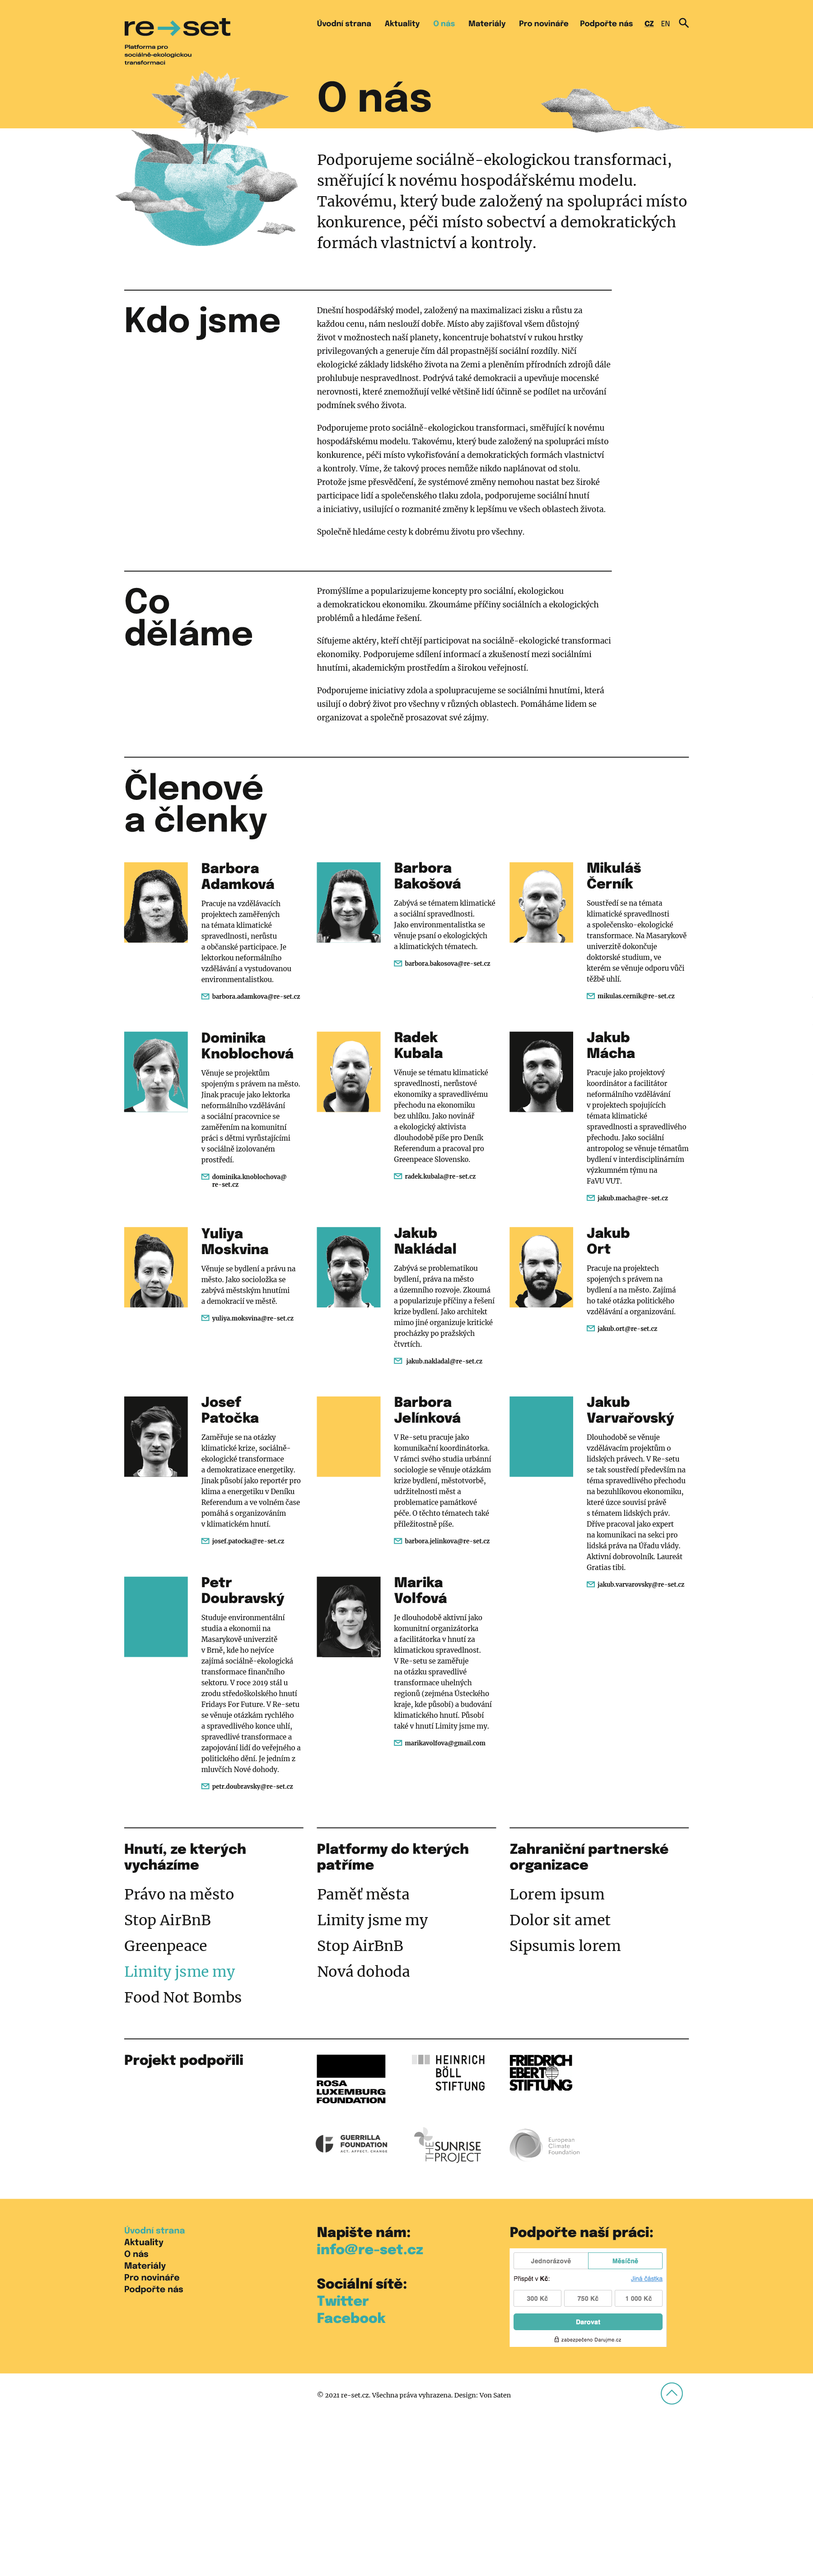 re→set
Platforma pro
sociálně-ekologickou
transformaci
Úvodní strana
Aktuality
O nás
Materiály
Pro novináře
Podpořte nás
CZ
EN
O nás
Podporujeme sociálně-ekologickou transformaci,
směřující k novému hospodářskému modelu.
Takovému, který bude založený na spolupráci místo
konkurence, péči místo sobectví a demokratických
formách vlastnictví a kontroly.
Kdo jsme
Dnešní hospodářský model, založený na maximalizaci zisku a růstu za
každou cenu, nám neslouží dobře. Místo aby zajišťoval všem důstojný
život v možnostech naší planety, koncentruje bohatství v rukou hrstky
privilegovaných a generuje čím dál propastnější sociální rozdíly. Ničí
ekologické základy lidského života na Zemi a pleněním přírodních zdrojů dále
prohlubuje nespravedlnost. Podrývá také demokracii a upevňuje mocenské
nerovnosti, které znemožňují velké většině lidí účinně se podílet na určování
podmínek svého života.
Podporujeme proto sociálně-ekologickou transformaci, směřující k novému
hospodářskému modelu. Takovému, který bude založený na spolupráci místo
konkurence, péči místo vykořisťování a demokratických formách vlastnictví
a kontroly. Víme, že takový proces nemůže nikdo naplánovat od stolu.
Protože jsme přesvědčení, že systémové změny nemohou nastat bez široké
participace lidí a společenského tlaku zdola, podporujeme sociální hnutí
a iniciativy, usilující o rozmanité změny k lepšímu ve všech oblastech života.
Společně hledáme cesty k dobrému životu pro všechny.
Co
děláme
Promýšlíme a popularizujeme koncepty pro sociální, ekologickou
a demokratickou ekonomiku. Zkoumáme příčiny sociálních a ekologických
problémů a hledáme řešení.
Síťujeme aktéry, kteří chtějí participovat na sociálně-ekologické transformaci
ekonomiky. Podporujeme sdílení informací a zkušeností mezi sociálními
hnutími, akademickým prostředím a širokou veřejností.
Podporujeme iniciativy zdola a spolupracujeme se sociálními hnutími, která
usilují o dobrý život pro všechny v různých oblastech. Pomáháme lidem se
organizovat a společně prosazovat své zájmy.
Členové
a členky
Barbora
Adamková
Pracuje na vzdělávacích
projektech zaměřených
na témata klimatické
spravedlnosti, nerůstu
a občanské participace. Je
lektorkou neformálního
vzdělávání a vystudovanou
environmentalistkou.
barbora.adamkova@re-set.cz
Barbora
Bakošová
Zabývá se tématem klimatické
a sociální spravedlnosti.
Jako environmentalistka se
věnuje psaní o ekologických
a klimatických tématech.
barbora.bakosova@re-set.cz
Mikuláš
Černík
Soustředí se na témata
klimatické spravedlnosti
a společensko-ekologické
transformace. Na Masarykově
univerzitě dokončuje
doktorské studium, ve
kterém se věnuje odporu vůči
těžbě uhlí.
mikulas.cernik@re-set.cz
Dominika
Knoblochová
Věnuje se projektům
spojeným s právem na město.
Jinak pracuje jako lektorka
neformálního vzdělávání
a sociální pracovnice se
zaměřením na komunitní
práci s dětmi vyrůstajícími
v sociálně izolovaném
prostředí.
dominika.knoblochova@
re-set.cz
Radek
Kubala
Věnuje se tématu klimatické
spravedlnosti, nerůstové
ekonomiky a spravedlivému
přechodu na ekonomiku
bez uhlíku. Jako novinář
a ekologický aktivista
dlouhodobě píše pro Deník
Referendum a pracoval pro
Greenpeace Slovensko.
radek.kubala@re-set.cz
Jakub
Mácha
Pracuje jako projektový
koordinátor a facilitátor
neformálního vzdělávání
v projektech spojujících
témata klimatické
spravedlnosti a spravedlivého
přechodu. Jako sociální
antropolog se věnuje tématům
bydlení v interdisciplinárním
výzkumném týmu na
FaVU VUT.
jakub.macha@re-set.cz
Yuliya
Moskvina
Věnuje se bydlení a právu na
město. Jako socioložka se
zabývá městskými hnutími
a demokracií ve městě.
yuliya.moksvina@re-set.cz
Jakub
Nakládal
Zabývá se problematikou
bydlení, práva na město
a územního rozvoje. Zkoumá
a popularizuje příčiny a řešení
krize bydlení. Jako architekt
mimo jiné organizuje kritické
procházky po pražských
čtvrtích.
jakub.nakladal@re-set.cz
Jakub
Ort
Pracuje na projektech
spojených s právem na
bydlení a na město. Zajímá
ho také otázka politického
vzdělávání a organizování.
jakub.ort@re-set.cz
Josef
Patočka
Zaměřuje se na otázky
klimatické krize, sociálně-
ekologické transformace
a demokratizace energetiky.
Jinak působí jako reportér pro
klima a energetiku v Deníku
Referendum a ve volném čase
pomáhá s organizováním
v klimatickém hnutí.
josef.patocka@re-set.cz
Barbora
Jelínková
V Re-setu pracuje jako
komunikační koordinátorka.
V rámci svého studia urbánní
sociologie se věnuje otázkám
krize bydlení, městotvorbě,
udržitelnosti měst a
problematice památkové
péče. O těchto tématech také
příležitostně píše.
barbora.jelinkova@re-set.cz
Jakub
Varvařovský
Dlouhodobě se věnuje
vzdělávacím projektům o
lidských právech. V Re-setu
se tak soustředí především na
téma spravedlivého přechodu
na bezuhlíkovou ekonomiku,
které úzce souvisí právě
s tématem lidských práv.
Dříve pracoval jako expert
na komunikaci na sekci pro
lidská práva na Úřadu vlády.
Aktivní dobrovolník. Laureát
Gratias tibi.
jakub.varvarovsky@re-set.cz
Petr
Doubravský
Studuje environmentální
studia a ekonomii na
Masarykově univerzitě
v Brně, kde ho nejvíce
zajímá sociálně-ekologická
transformace finančního
sektoru. V roce 2019 stál u
zrodu středoškolského hnutí
Fridays For Future. V Re-setu
se věnuje otázkám rychlého
a spravedlivého konce uhlí,
spravedlivé transformace a
zapojování lidí do veřejného a
politického dění. Je jedním z
mluvčích Nové dohody.
petr.doubravsky@re-set.cz
Marika
Volfová
Je dlouhodobě aktivní jako
komunitní organizátorka
a facilitátorka v hnutí za
klimatickou spravedlnost.
V Re-setu se zaměřuje
na otázku spravedlivé
transformace uhelných
regionů (zejména Ústeckého
kraje, kde působí) a budování
klimatického hnutí. Působí
také v hnutí Limity jsme my.
marikavolfova@gmail.com
Hnutí, ze kterých
vycházíme
Právo na město
Stop AirBnB
Greenpeace
Limity jsme my
Food Not Bombs
Platformy do kterých
patříme
Paměť města
Limity jsme my
Stop AirBnB
Nová dohoda
Zahraniční partnerské
organizace
Lorem ipsum
Dolor sit amet
Sipsumis lorem
Projekt podpořili
ROSA
LUXEMBURG
FOUNDATION
HEINRICH
BÖLL
STIFTUNG
FRIEDRICH
EBERT
STIFTUNG
GUERRILLA
FOUNDATION
ACT. AFFECT. CHANGE
THE SUNRISE
PROJECT
European
Climate
Foundation
Úvodní strana
Aktuality
O nás
Materiály
Pro novináře
Podpořte nás
Napište nám:
info@re-set.cz
Sociální sítě:
Twitter
Facebook
Podpořte naší práci:
Jednorázově
Měsíčně
Přispět v Kč:
Jiná částka
300 Kč
750 Kč
1 000 Kč
Darovat
zabezpečeno Darujme.cz
© 2021 re-set.cz. Všechna práva vyhrazena. Design: Von Saten